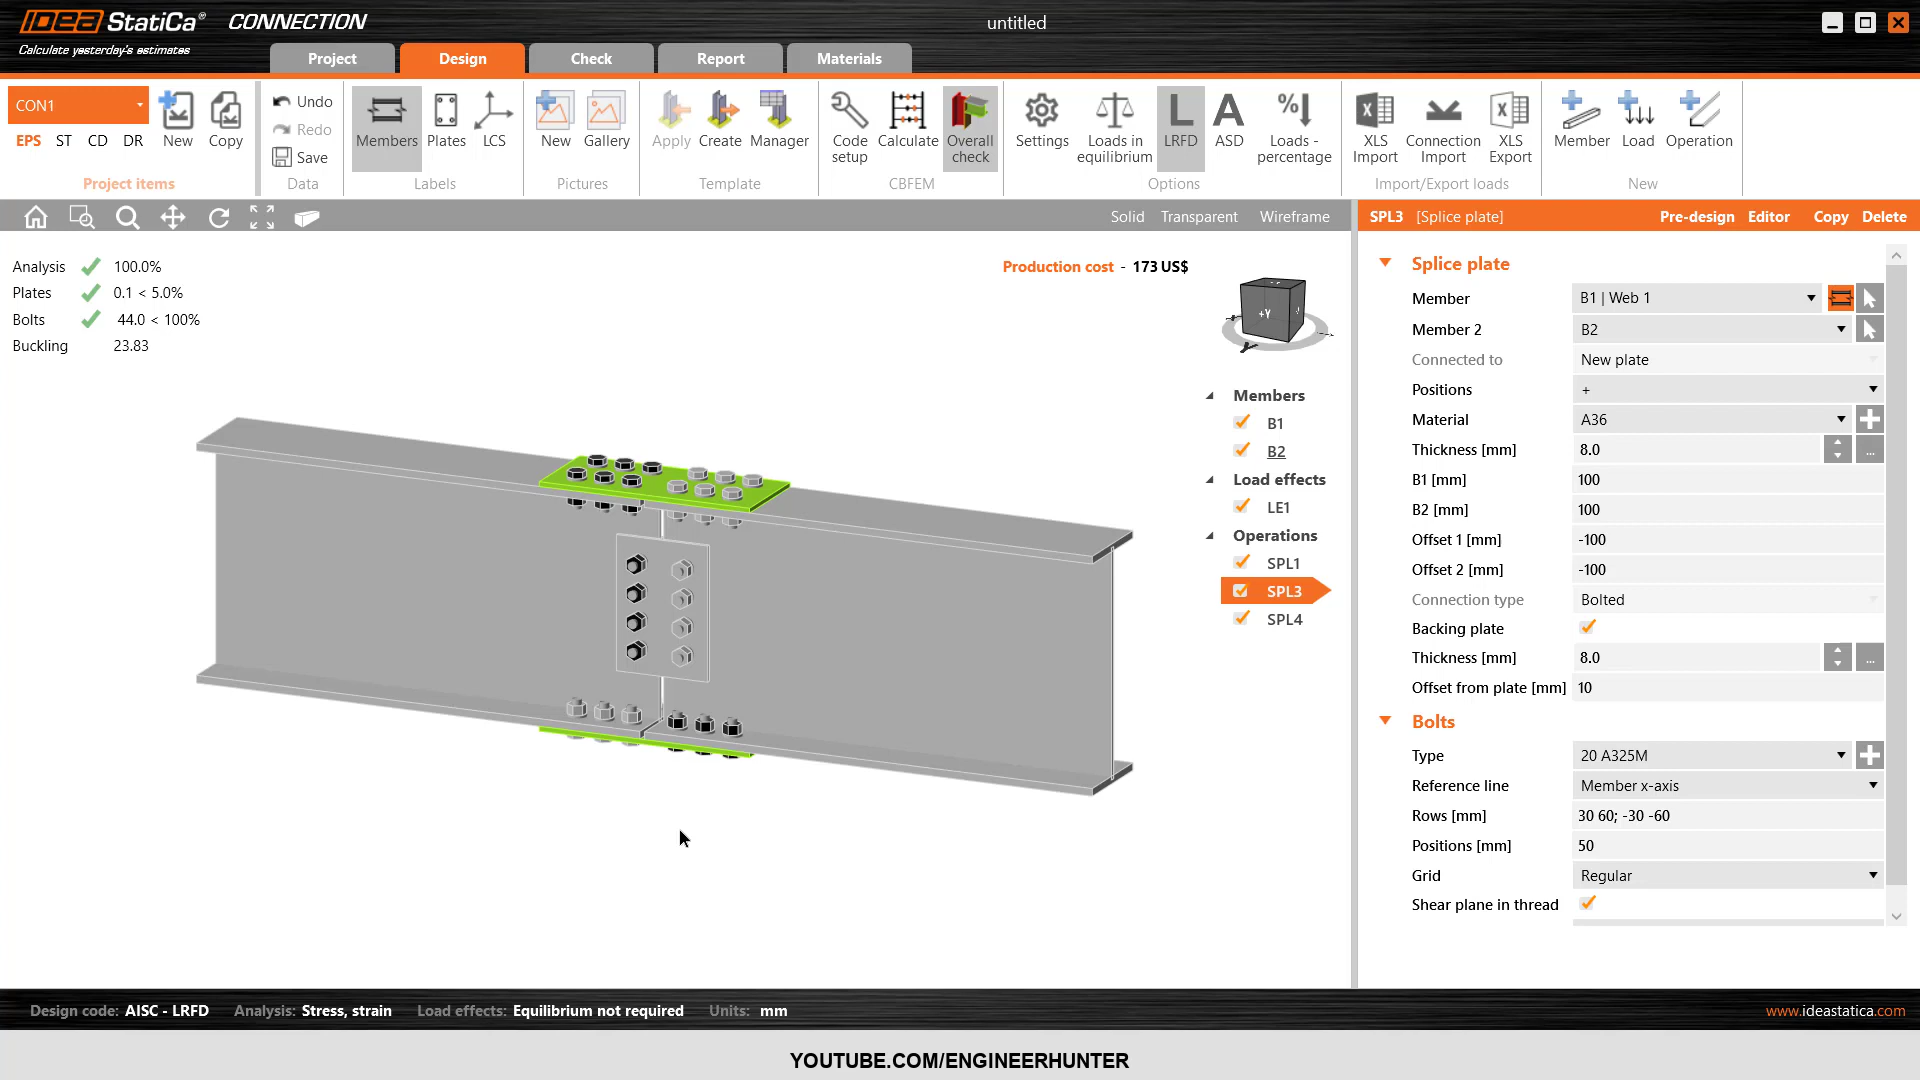 IDEA StatiCa® CONNECTION
Calculate yesterday's estimates
untitled
Project Design Check Report Materials
CON1
EPS ST CD DR
New Copy
Project items
Undo
Redo
Save
Data
Members Plates LCS
Labels
New Gallery
Pictures
Apply Create Manager
Template
Code setup Calculate Overall check
CBFEM
Settings Loads in equilibrium LRFD ASD Loads - percentage
Options
XLS Import Connection Import XLS Export
Import/Export loads
Member Load Operation
New
Solid Transparent Wireframe
SPL3 [Splice plate] Pre-design Editor Copy Delete
Analysis 100.0%
Plates 0.1 < 5.0%
Bolts 44.0 < 100%
Buckling 23.83
Production cost - 173 US$
+Y
Members
B1
B2
Load effects
LE1
Operations
SPL1
SPL3
SPL4
Splice plate
Member B1 | Web 1
Member 2 B2
Connected to New plate
Positions +
Material A36
Thickness [mm] 8.0 ...
B1 [mm] 100
B2 [mm] 100
Offset 1 [mm] -100
Offset 2 [mm] -100
Connection type Bolted
Backing plate
Thickness [mm] 8.0 ...
Offset from plate [mm] 10
Bolts
Type 20 A325M
Reference line Member x-axis
Rows [mm] 30 60; -30 -60
Positions [mm] 50
Grid Regular
Shear plane in thread
Design code: AISC - LRFD Analysis: Stress, strain Load effects: Equilibrium not required Units: mm
www.ideastatica.com
YOUTUBE.COM/ENGINEERHUNTER